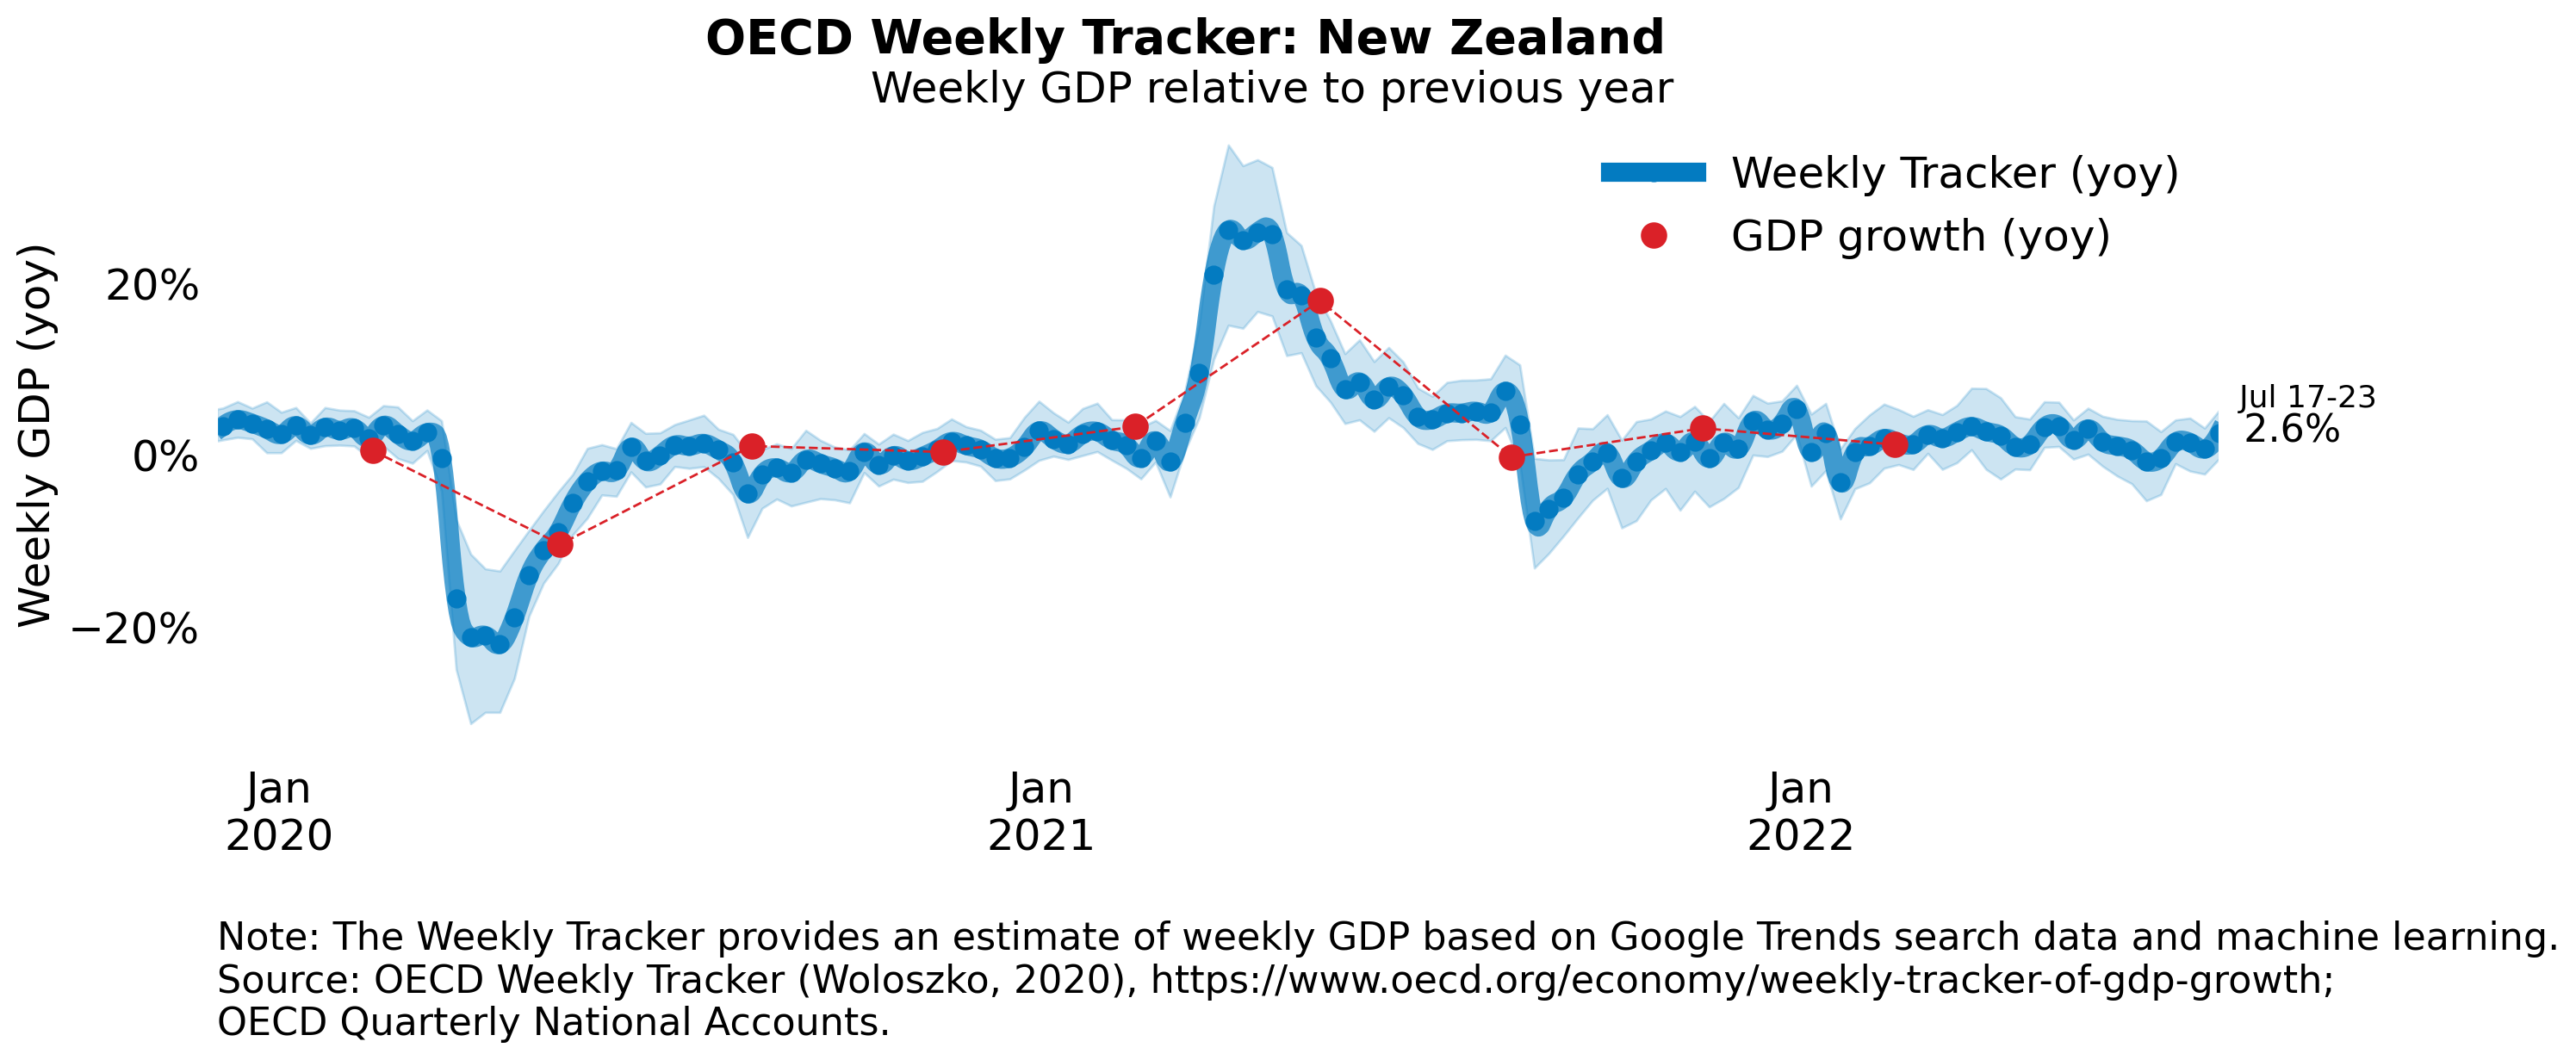 OECD Weekly Tracker: New Zealand
Weekly GDP relative to previous year
Weekly Tracker (yoy)
GDP growth (yoy)
Weekly GDP (yoy)
20%
0%
−20%
Jul 17-23
2.6%
Jan
2020
Jan
2021
Jan
2022
Note: The Weekly Tracker provides an estimate of weekly GDP based on Google Trends search data and machine learning.
Source: OECD Weekly Tracker (Woloszko, 2020), https://www.oecd.org/economy/weekly-tracker-of-gdp-growth;
OECD Quarterly National Accounts.